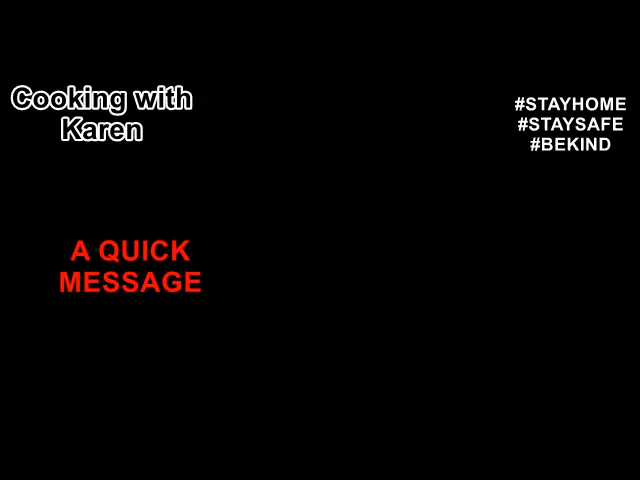 Cooking with
Karen
#STAYHOME
#STAYSAFE
#BEKIND
A QUICK
MESSAGE